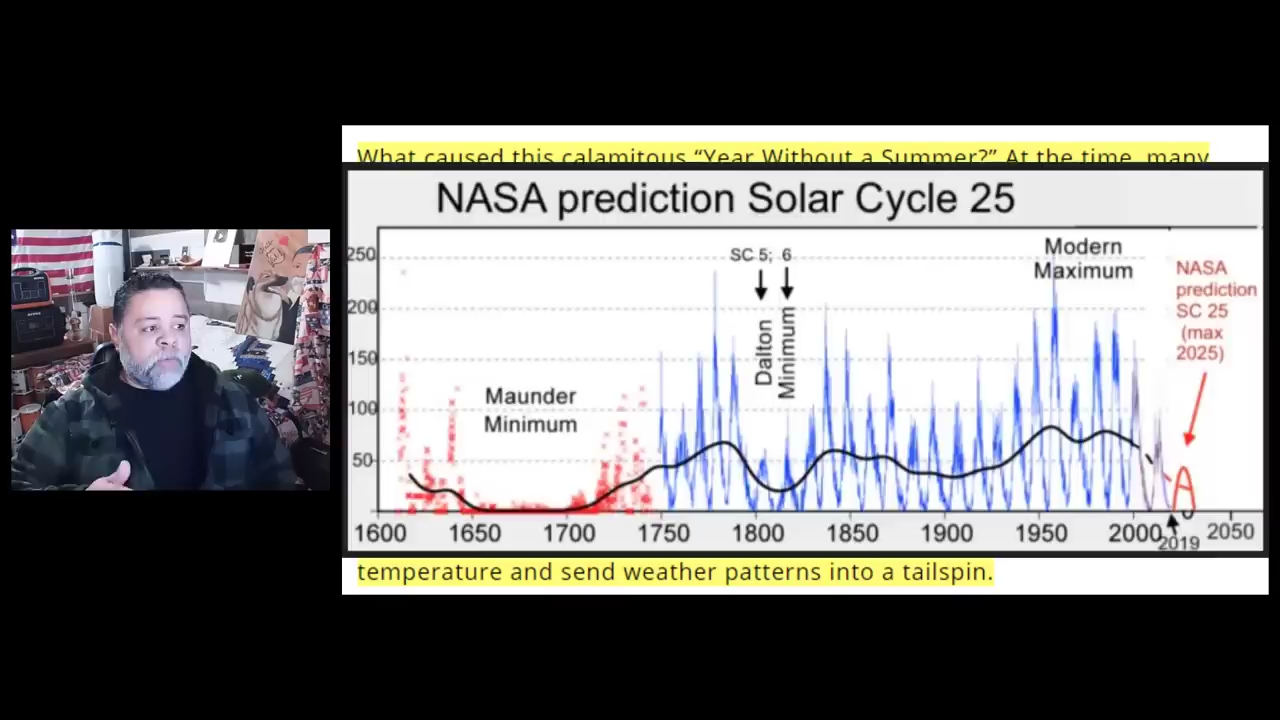 What caused this calamitous “Year Without a Summer?” At the time, many
NASA prediction Solar Cycle 25
250
200
150
100
50
Maunder
Minimum
SC 5; 6
Dalton
Minimum
Modern
Maximum
NASA
prediction
SC 25
(max
2025)
1600 1650 1700 1750 1800 1850 1900 1950 2000 2050
2019
temperature and send weather patterns into a tailspin.